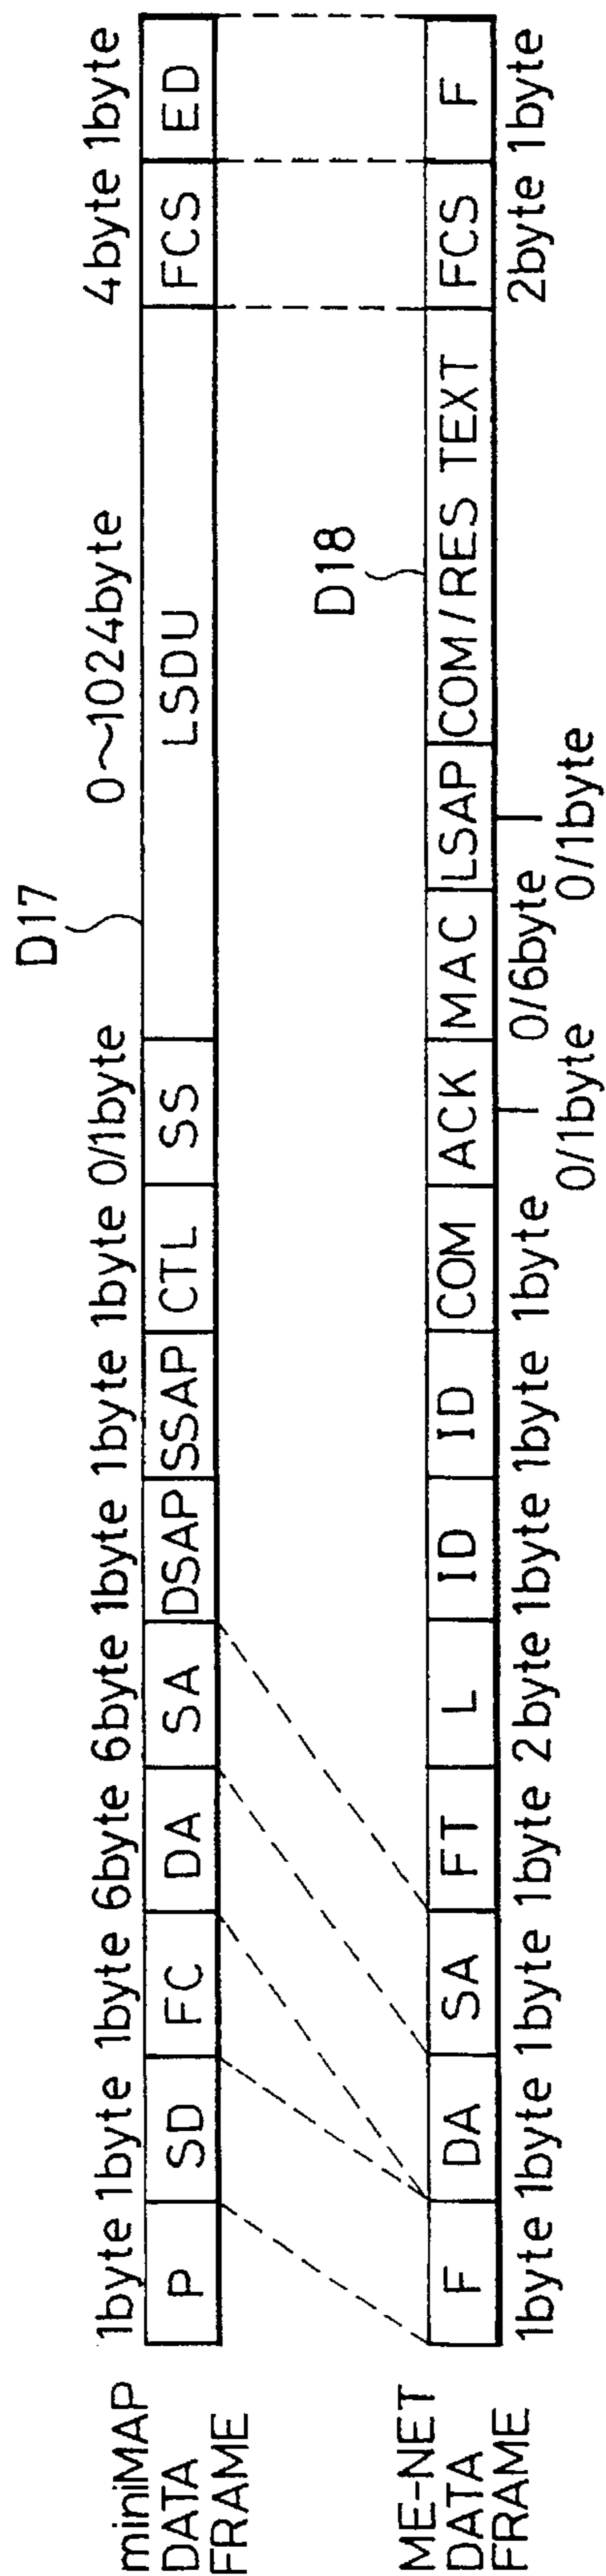 D17
1byte 1byte 1byte 6byte 6byte 1byte 1byte 1byte 0/1byte 0~1024byte 4byte 1byte
miniMAP
DATA
FRAME
P SD FC DA SA DSAP SSAP CTL SS LSDU FCS ED
D18
ME-NET
DATA
FRAME
F DA SA FT L ID ID COM ACK MAC LSAP COM/RES TEXT FCS F
1byte 1byte 1byte 1byte 2byte 1byte 1byte 1byte 0/6byte 2byte 1byte
0/1byte 0/1byte